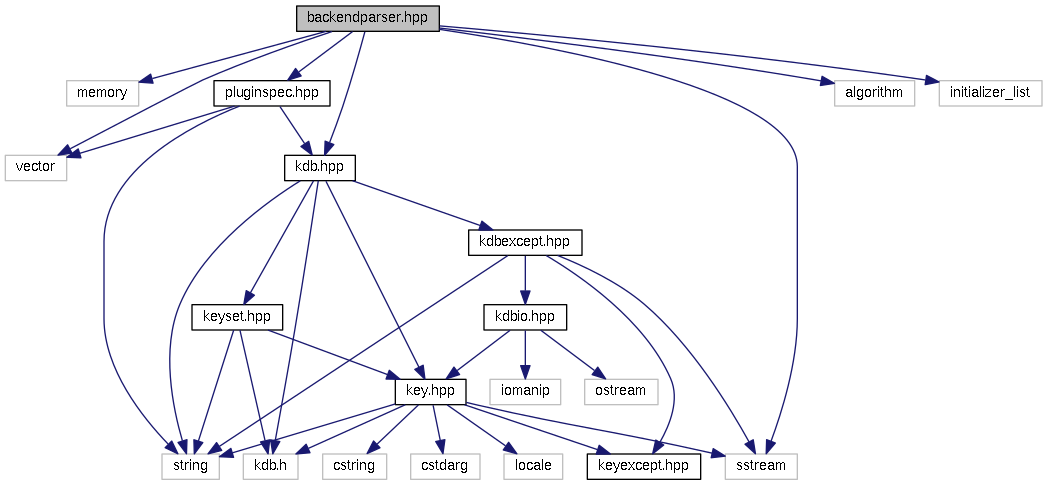 backendparser.hpp
memory
pluginspec.hpp
algorithm
initializer_list
vector
kdb.hpp
kdbexcept.hpp
keyset.hpp
kdbio.hpp
key.hpp
iomanip
ostream
string
kdb.h
cstring
cstdarg
locale
keyexcept.hpp
sstream